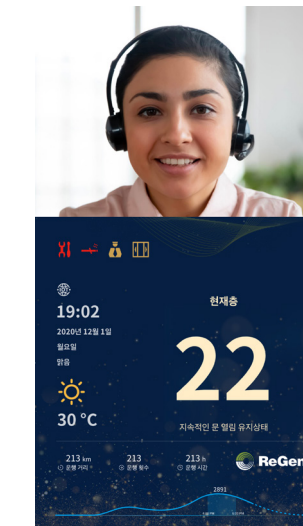 19:02
현재층
2020년 12월 1일
월요일
맑음
22
30 °C
지속적인 문 열림 유지상태
213 km
운행 거리
213
운행 횟수
213 h
운행 시간
ReGen
2891